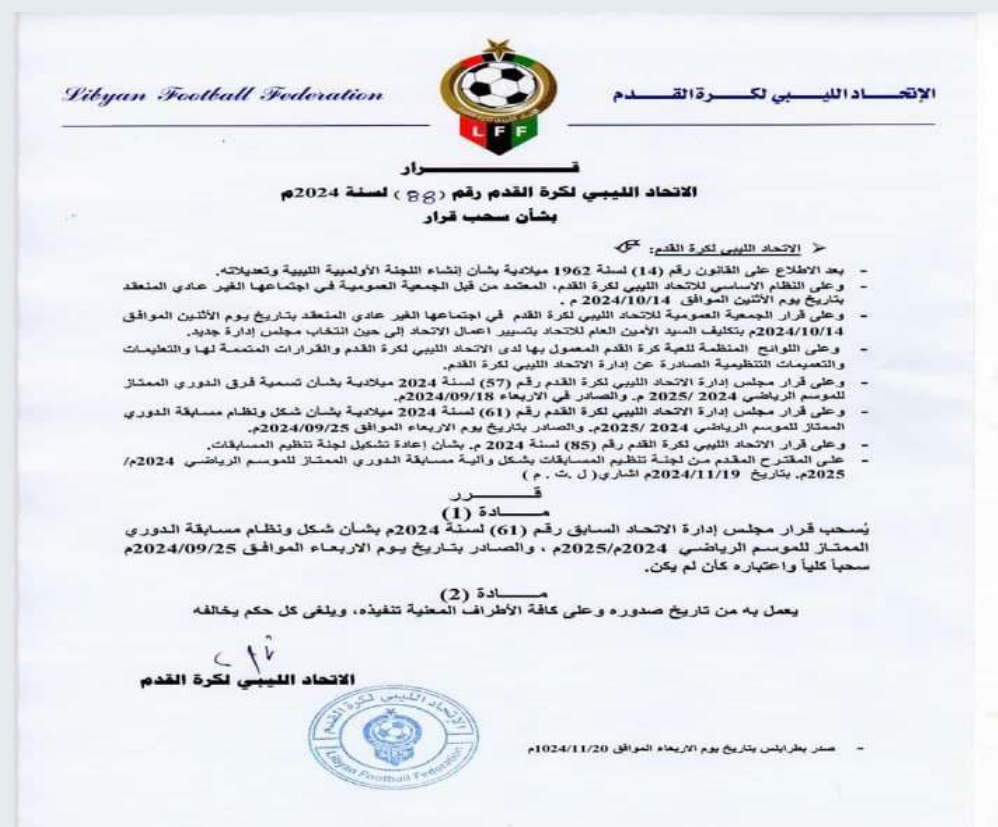 Libyan Football Federation
الإتحـــاد الليـــبي لكـــرة القـــدم
LFF
قـــــــرار
الاتحاد الليبي لكرة القدم رقم (88) لسنة 2024م
بشأن سحب قرار
الاتحاد الليبي لكرة القدم:
- بعد الاطلاع على القانون رقم (14) لسنة 1962 ميلادية بشأن إنشاء اللجنة الأولمبية الليبية وتعديلاته.
- وعلى النظام الاساسي للاتحاد الليبي لكرة القدم، المعتمد من قبل الجمعية العمومية في اجتماعها الغير عادي المنعقد
بتاريخ يوم الأثنين الموافق 2024/10/14 م .
- وعلى قرار الجمعية العمومية للاتحاد الليبي لكرة القدم في اجتماعها الغير عادي المنعقد بتاريخ يوم الأثنين الموافق
2024/10/14م بتكليف السيد الأمين العام للاتحاد بتسيير اعمال الاتحاد إلى حين انتخاب مجلس إدارة جديد.
- وعلى اللوائح المنظمة للعبة كرة القدم المعمول بها لدى الاتحاد الليبي لكرة القدم والقرارات المتممة لها والتعليمات
والتعميمات التنظيمية الصادرة عن إدارة الاتحاد الليبي لكرة القدم.
- وعلى قرار مجلس إدارة الاتحاد الليبي لكرة القدم رقم (57) لسنة 2024 ميلادية بشأن تسمية فرق الدوري الممتاز
للموسم الرياضي 2024 /2025 م. والصادر في الاربعاء 2024/09/18م.
- وعلى قرار مجلس إدارة الاتحاد الليبي لكرة القدم رقم (61) لسنة 2024 ميلادية بشأن شكل ونظام مسابقة الدوري
الممتاز للموسم الرياضي 2024 /2025م. والصادر بتاريخ يوم الاربعاء الموافق 2024/09/25م.
- وعلى قرار الاتحاد الليبي لكرة القدم رقم (85) لسنة 2024 م. بشأن إعادة تشكيل لجنة تنظيم المسابقات.
- على المقترح المقدم من لجنة تنظيم المسابقات بشكل وآلية مسابقة الدوري الممتاز للموسم الرياضي 2024م/
2025م. بتاريخ 2024/11/19م اشاري( ل .ت . م )
قـــــرر
مـــــادة (1)
يُسحب قرار مجلس إدارة الاتحاد السابق رقم (61) لسنة 2024م بشأن شكل ونظام مسابقة الدوري
الممتاز للموسم الرياضي 2024م/2025م ، والصادر بتاريخ يوم الاربعاء الموافق 2024/09/25م
سحباً كلياً واعتباره كأن لم يكن.
مـــــادة (2)
يعمل به من تاريخ صدوره وعلى كافة الأطراف المعنية تنفيذه، ويلغى كل حكم يخالفه
الاتحاد الليبي لكرة القدم
الإتحاد الليبي لكرة القدم
Libyan Football Federation
- صدر بطرابلس بتاريخ يوم الاربعاء الموافق 1024/11/20م